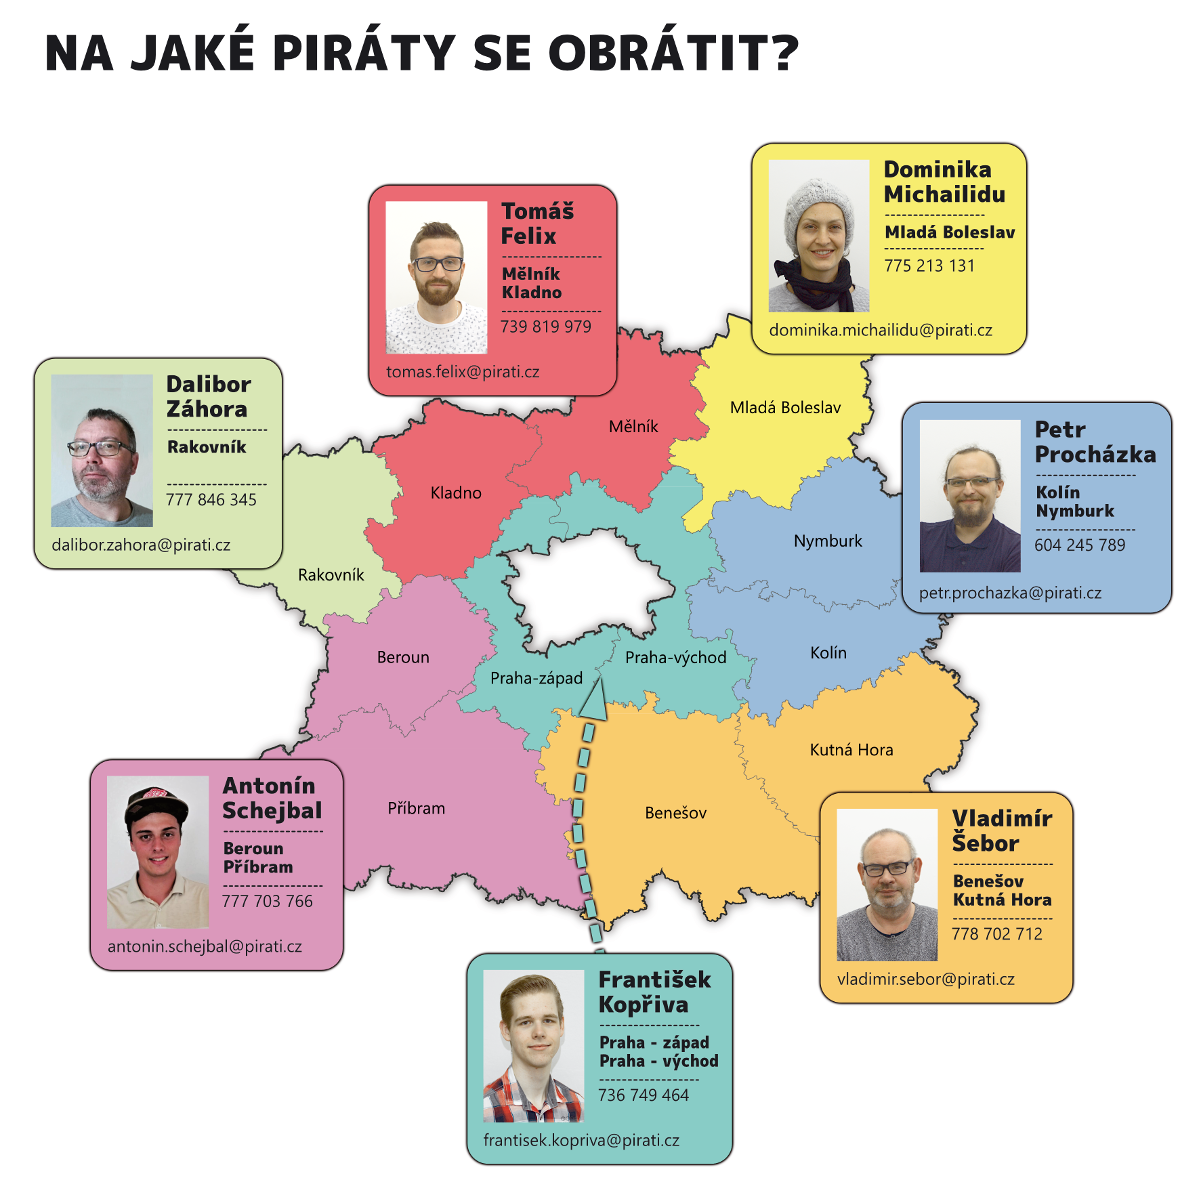 NA JAKÉ PIRÁTY SE OBRÁTIT?
Dominika
Michailidu
Mladá Boleslav
775 213 131
dominika.michailidu@pirati.cz
Tomáš
Felix
Mělník
Kladno
739 819 979
tomas.felix@pirati.cz
Dalibor
Záhora
Rakovník
777 846 345
dalibor.zahora@pirati.cz
Petr
Procházka
Kolín
Nymburk
604 245 789
petr.prochazka@pirati.cz
Mladá Boleslav
Mělník
Kladno
Nymburk
Rakovník
Beroun
Praha-západ
Praha-východ
Kolín
Kutná Hora
Příbram
Benešov
Antonín
Schejbal
Beroun
Příbram
777 703 766
antonin.schejbal@pirati.cz
Vladimír
Šebor
Benešov
Kutná Hora
778 702 712
vladimir.sebor@pirati.cz
František
Kopřiva
Praha - západ
Praha - východ
736 749 464
frantisek.kopriva@pirati.cz